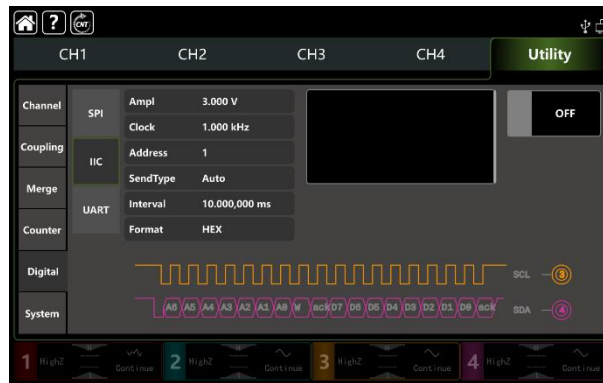 ? CNT
CH1 CH2 CH3 CH4 Utility
Channel
Coupling
Merge
Counter
Digital
System
SPI
IIC
UART
Ampl 3.000 V
Clock 1.000 kHz
Address 1
SendType Auto
Interval 10.000,000 ms
Format HEX
OFF
SCL 3
A6 A5 A4 A3 A2 A1 A0 W ack D7 D6 D5 D4 D3 D2 D1 D0 ack SDA 4
1 HighZ Continue 2 HighZ Continue 3 HighZ Continue 4 HighZ Continue